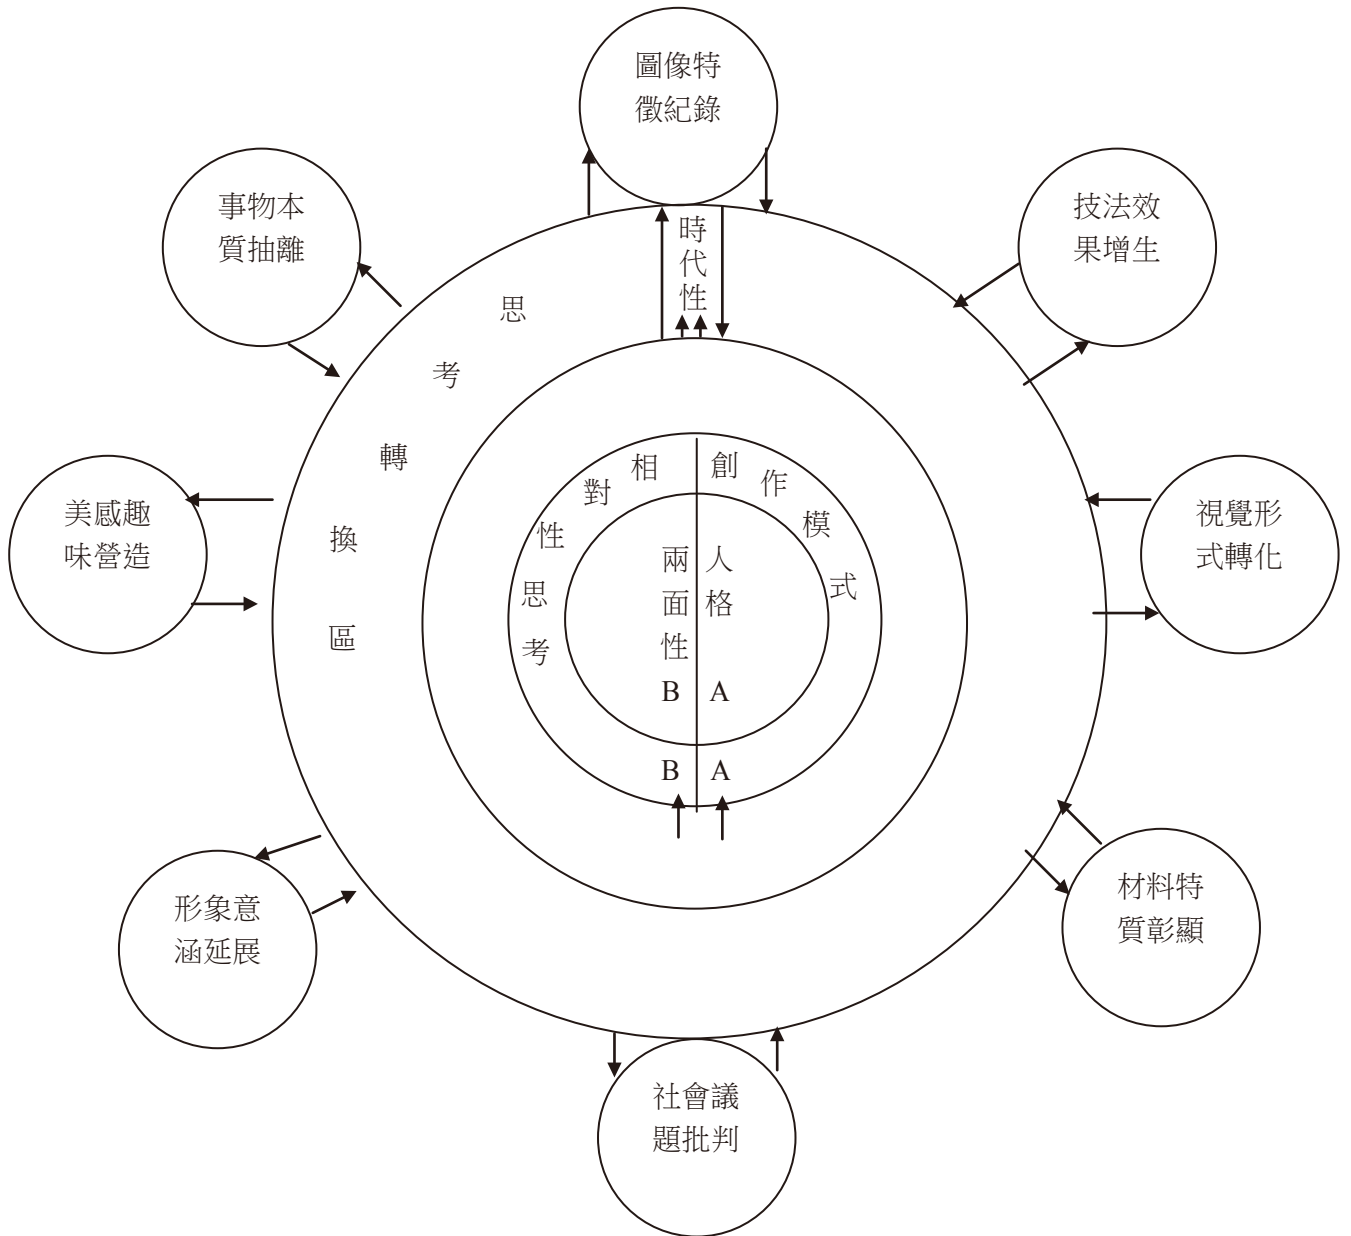 圖像特
徵紀錄
事物本
質抽離
技法效
果增生
時代性
思考轉換區
美感趣
味營造
視覺形
式轉化
相對性思考
創作模式
兩面性
人格
B
A
B
A
形象意
涵延展
材料特
質彰顯
社會議
題批判